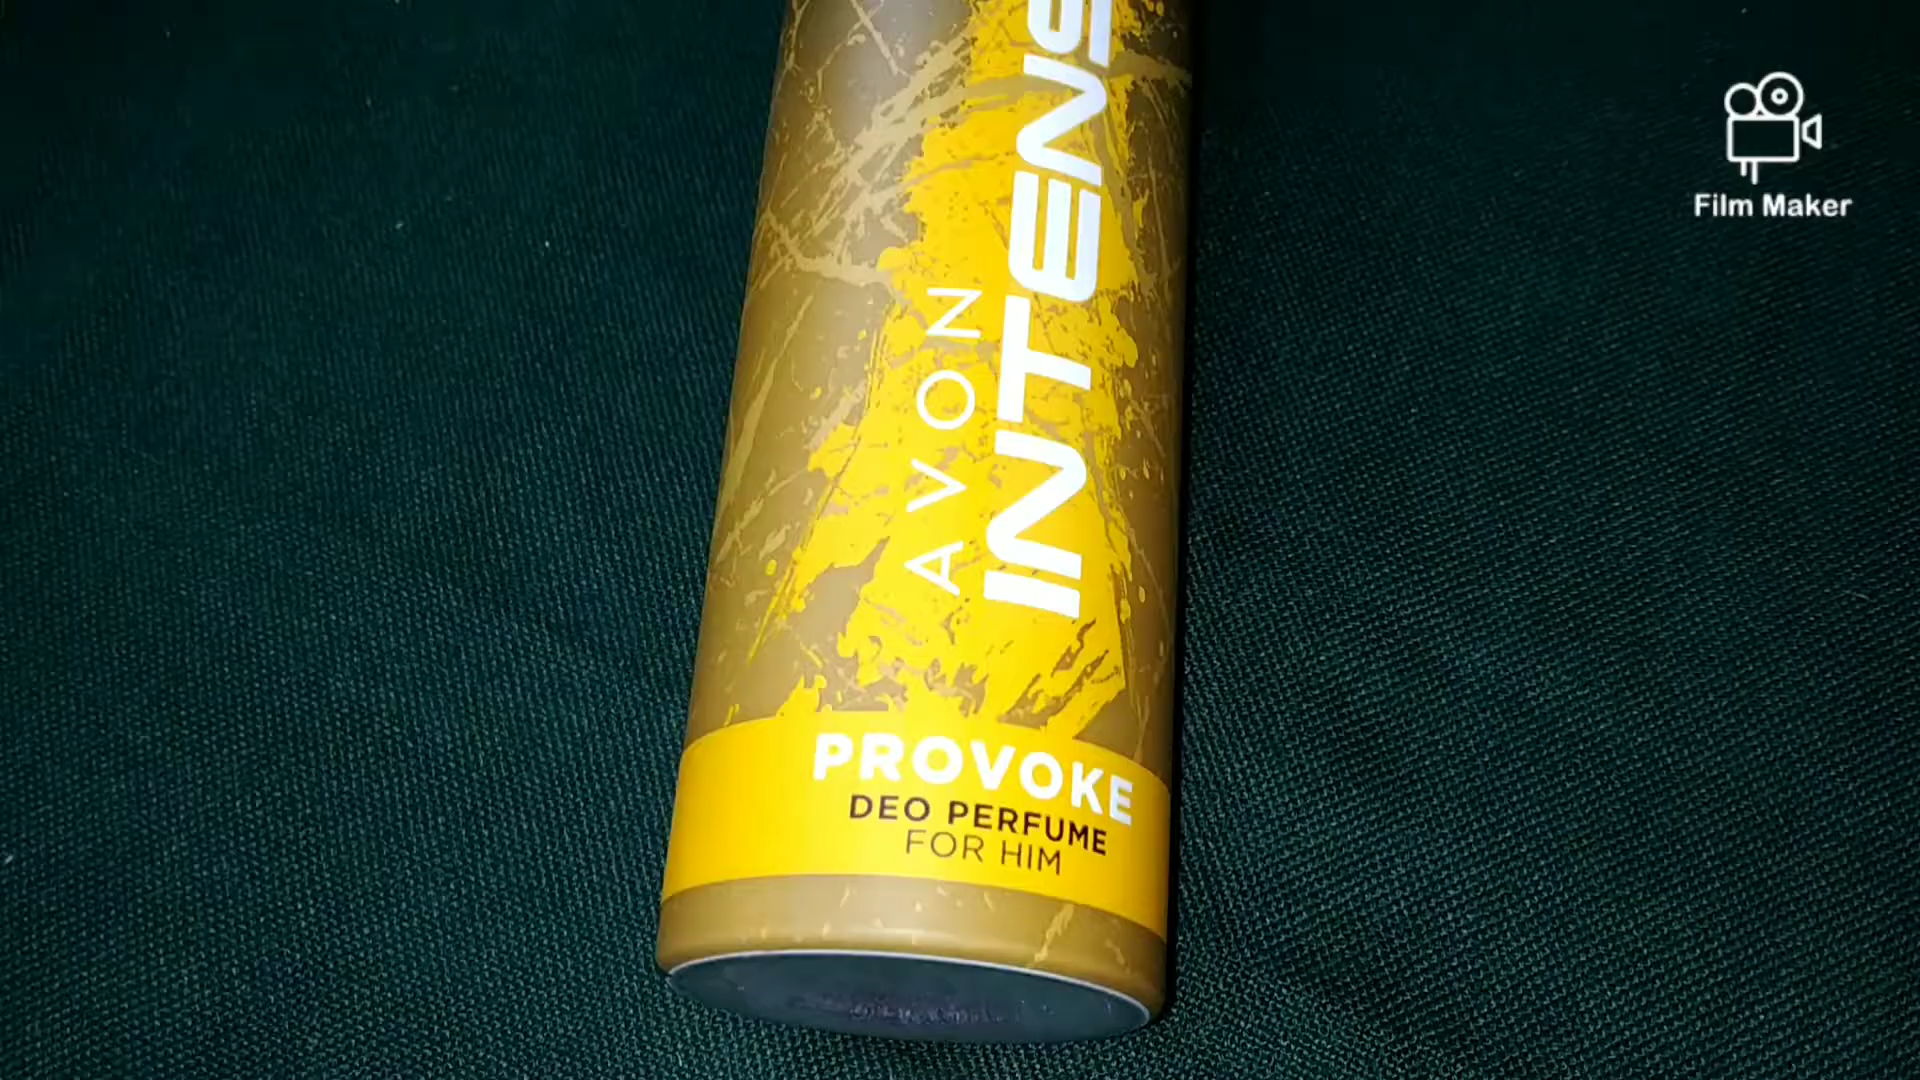 AVON
INTENS
PROVOKE
DEO PERFUME
FOR HIM
Film Maker